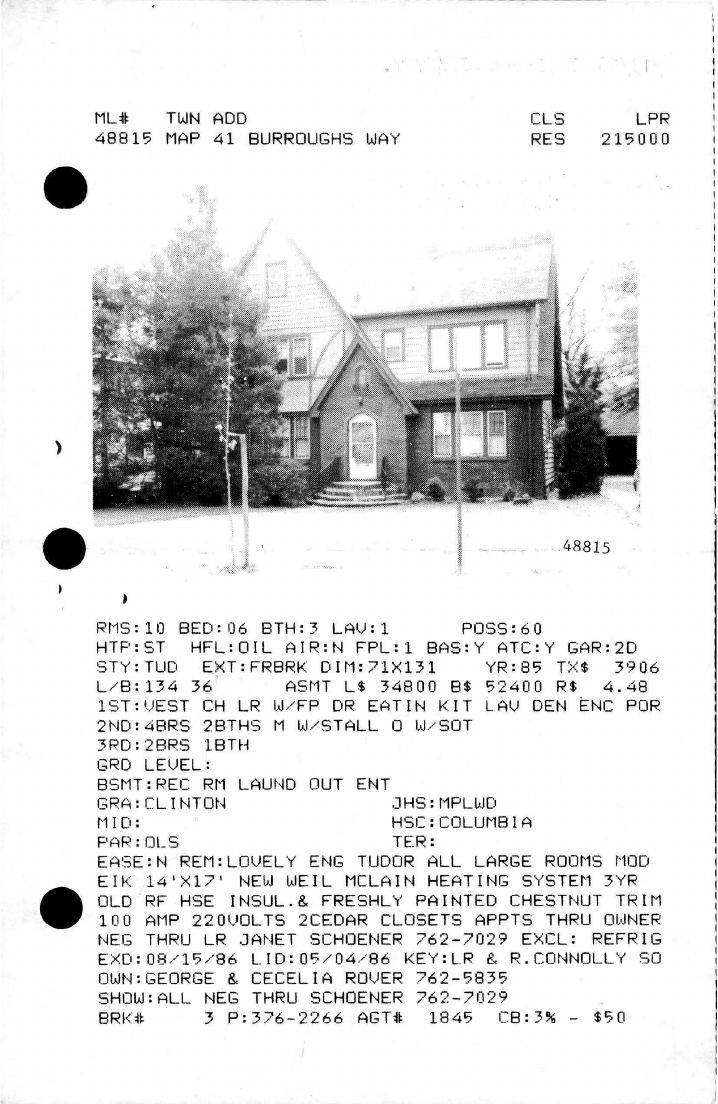 ML# TWN ADD CLS LPR
48815 MAP 41 BURROUGHS WAY RES 215000
48815
RMS:10 BED:06 BTH:3 LAV:1 POSS:60
HTP:ST HFL:OIL AIR:N FPL:1 BAS:Y ATC:Y GAR:2D
STY:TUD EXT:FRBRK DIM:71X131 YR:85 TX$ 3906
L/B:134 36 ASMT L$ 34800 B$ 52400 R$ 4.48
1ST:VEST CH LR W/FP DR EATIN KIT LAV DEN ENC POR
2ND:4BRS 2BTHS M W/STALL O W/SOT
3RD:2BRS 1BTH
GRD LEVEL:
BSMT:REC RM LAUND OUT ENT
GRA:CLINTON JHS:MPLWD
MID: HSC:COLUMBIA
PAR:OLS TER:
EASE:N REM:LOVELY ENG TUDOR ALL LARGE ROOMS MOD
EIK 14'X17' NEW WEIL MCLAIN HEATING SYSTEM 3YR
OLD RF HSE INSUL.& FRESHLY PAINTED CHESTNUT TRIM
100 AMP 220VOLTS 2CEDAR CLOSETS APPTS THRU OWNER
NEG THRU LR JANET SCHOENER 762-7029 EXCL: REFRIG
EXD:08/15/86 LID:05/04/86 KEY:LR & R.CONNOLLY SO
OWN:GEORGE & CECELIA ROVER 762-5835
SHOW:ALL NEG THRU SCHOENER 762-7029
BRK# 3 P:376-2266 AGT# 1845 CB:3% - $50